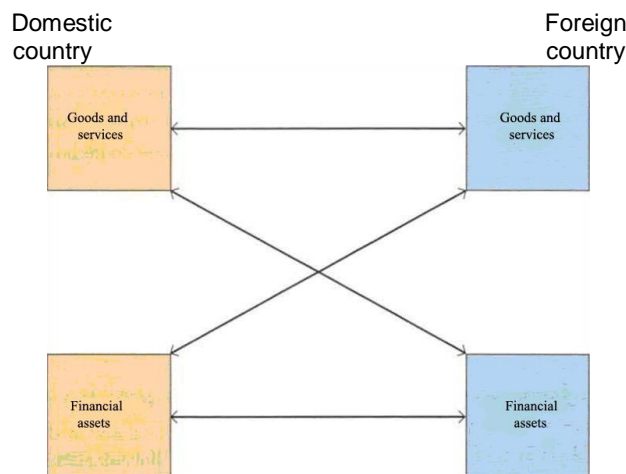 Domestic
country
Foreign
country
Goods and
services
Goods and
services
Financial
assets
Financial
assets